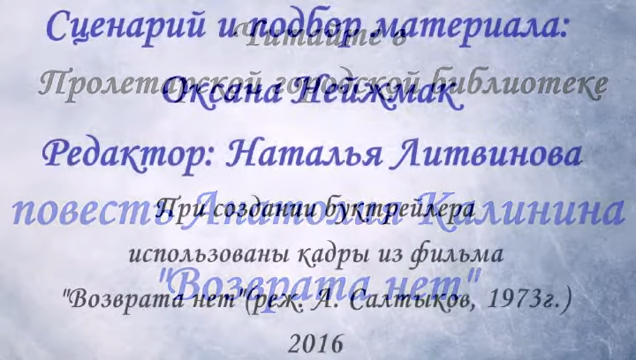 Сценарий и подбор материала:
Читайте в
Пролетарской городской библиотеке
Оксана Нейжмак
Редактор: Наталья Литвинова
повесть Анатолия Калинина
При создании буктрейлера
использованы кадры из фильма
"Возврата нет"
"Возврата нет"(реж. А. Салтыков, 1973г.)
2016